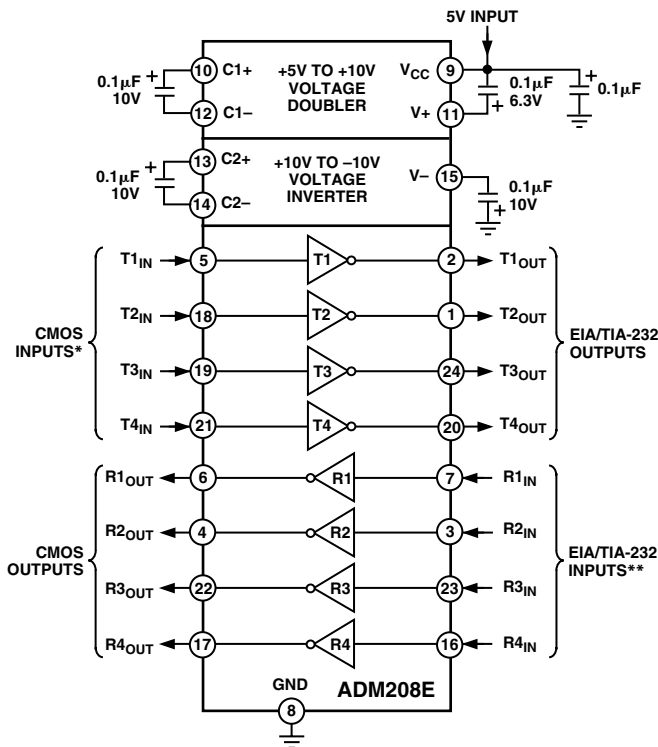 5V INPUT
0.1μF
10V
10
C1+
12
C1–
+5V TO +10V
VOLTAGE
DOUBLER
VCC
9
V+
11
0.1μF
6.3V
0.1μF
0.1μF
10V
13
C2+
14
C2–
+10V TO –10V
VOLTAGE
INVERTER
V–
15
0.1μF
10V
CMOS
INPUTS*
T1IN
5
T1
2
T1OUT
T2IN
18
T2
1
T2OUT
T3IN
19
T3
24
T3OUT
T4IN
21
T4
20
T4OUT
EIA/TIA-232
OUTPUTS
CMOS
OUTPUTS
R1OUT
6
R1
7
R1IN
R2OUT
4
R2
3
R2IN
R3OUT
22
R3
23
R3IN
R4OUT
17
R4
16
R4IN
EIA/TIA-232
INPUTS**
GND
8
ADM208E